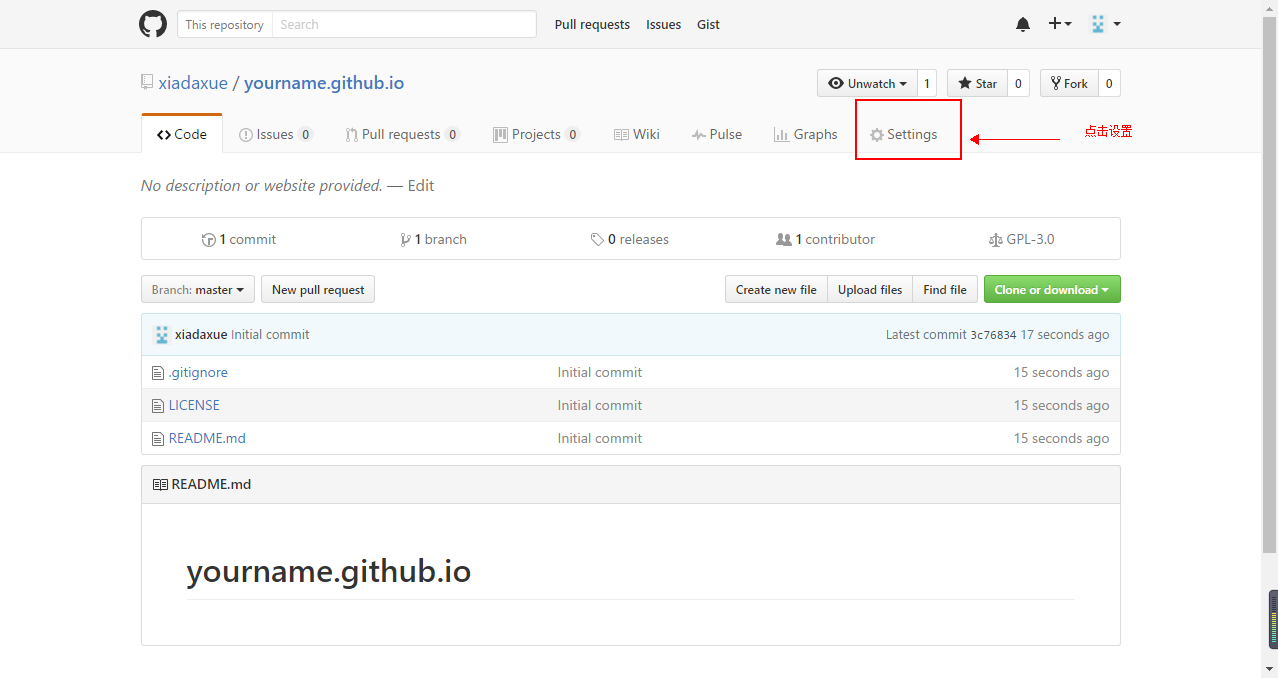 This repository Search Pull requests Issues Gist
xiadaxue / yourname.github.io Unwatch 1 Star 0 Fork 0
Code Issues 0 Pull requests 0 Projects 0 Wiki Pulse Graphs Settings 点击设置
No description or website provided. — Edit
1 commit 1 branch 0 releases 1 contributor GPL-3.0
Branch: master New pull request Create new file Upload files Find file Clone or download
xiadaxue Initial commit Latest commit 3c76834 17 seconds ago
.gitignore Initial commit 15 seconds ago
LICENSE Initial commit 15 seconds ago
README.md Initial commit 15 seconds ago
README.md
yourname.github.io